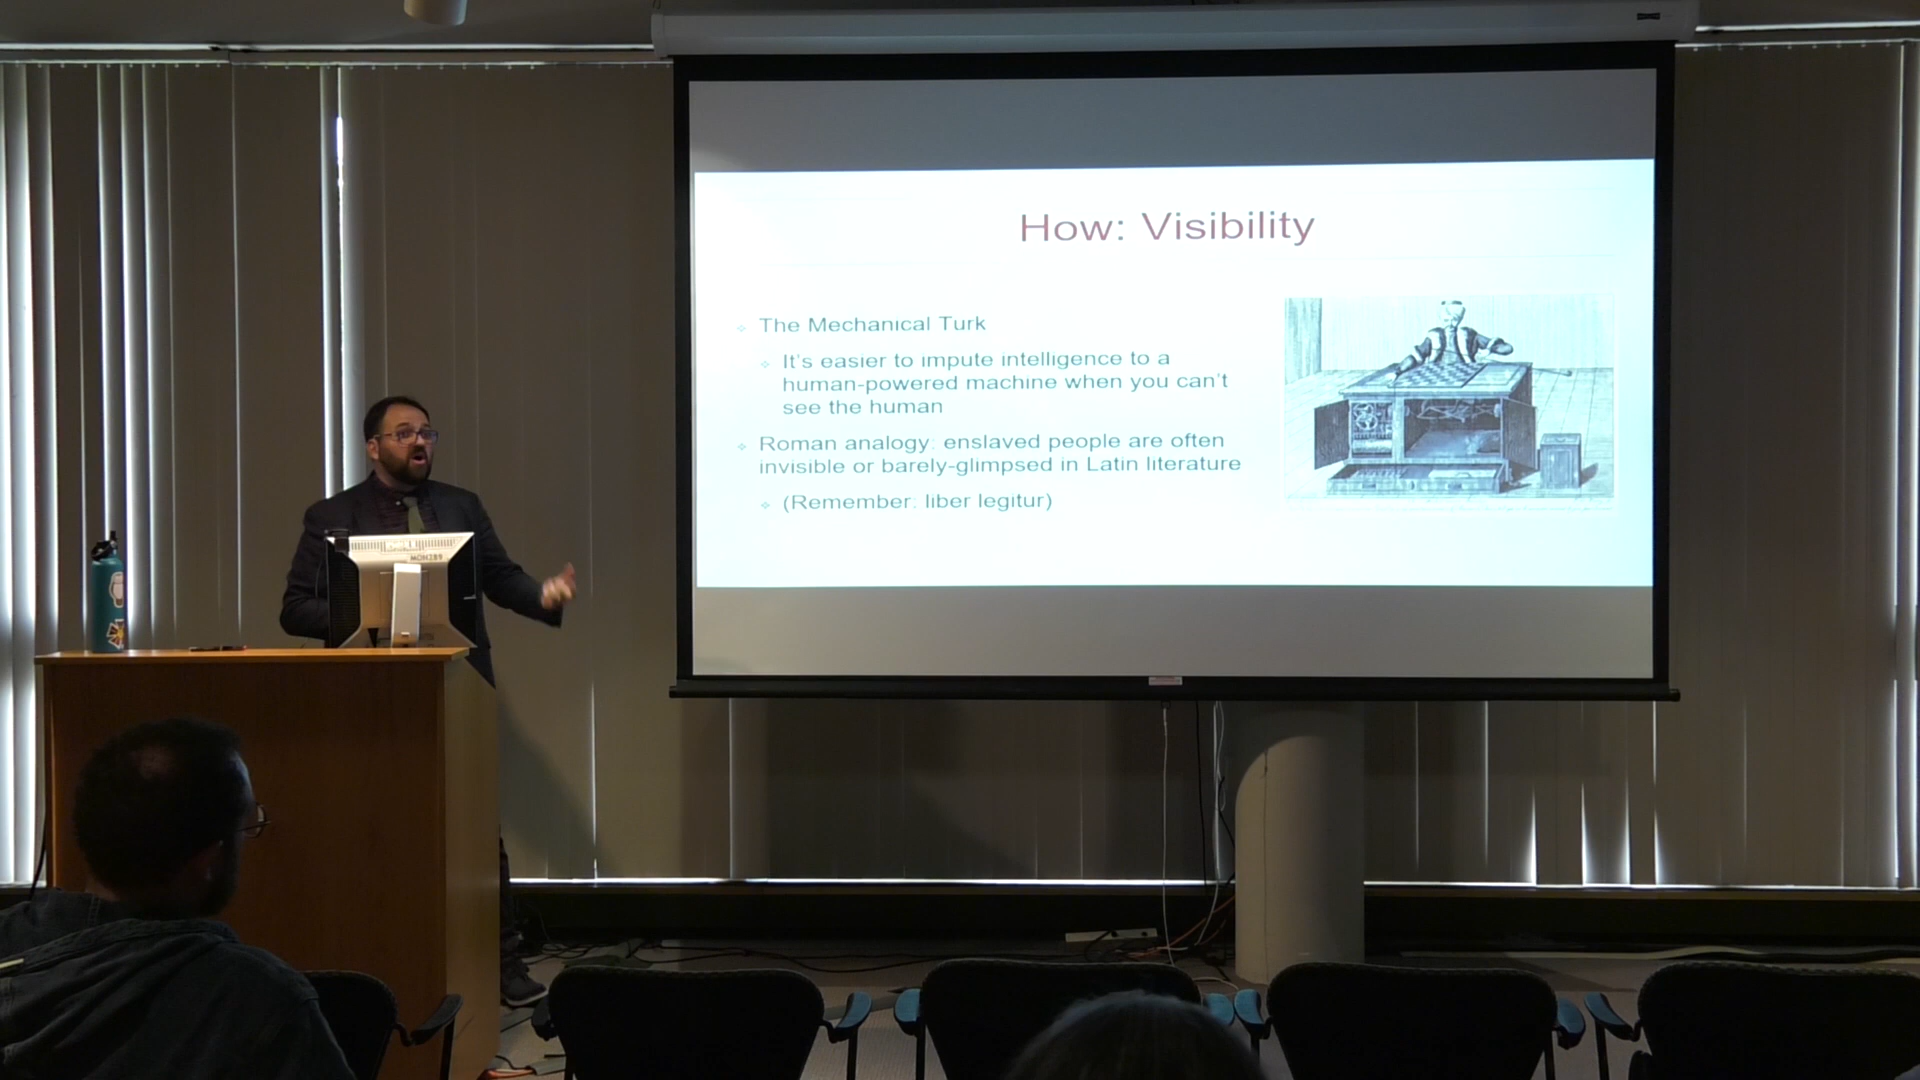 How: Visibility
The Mechanical Turk
It's easier to impute intelligence to a
human-powered machine when you can't
see the human
Roman analogy: enslaved people are often
invisible or barely-glimpsed in Latin literature
(Remember: liber legitur)